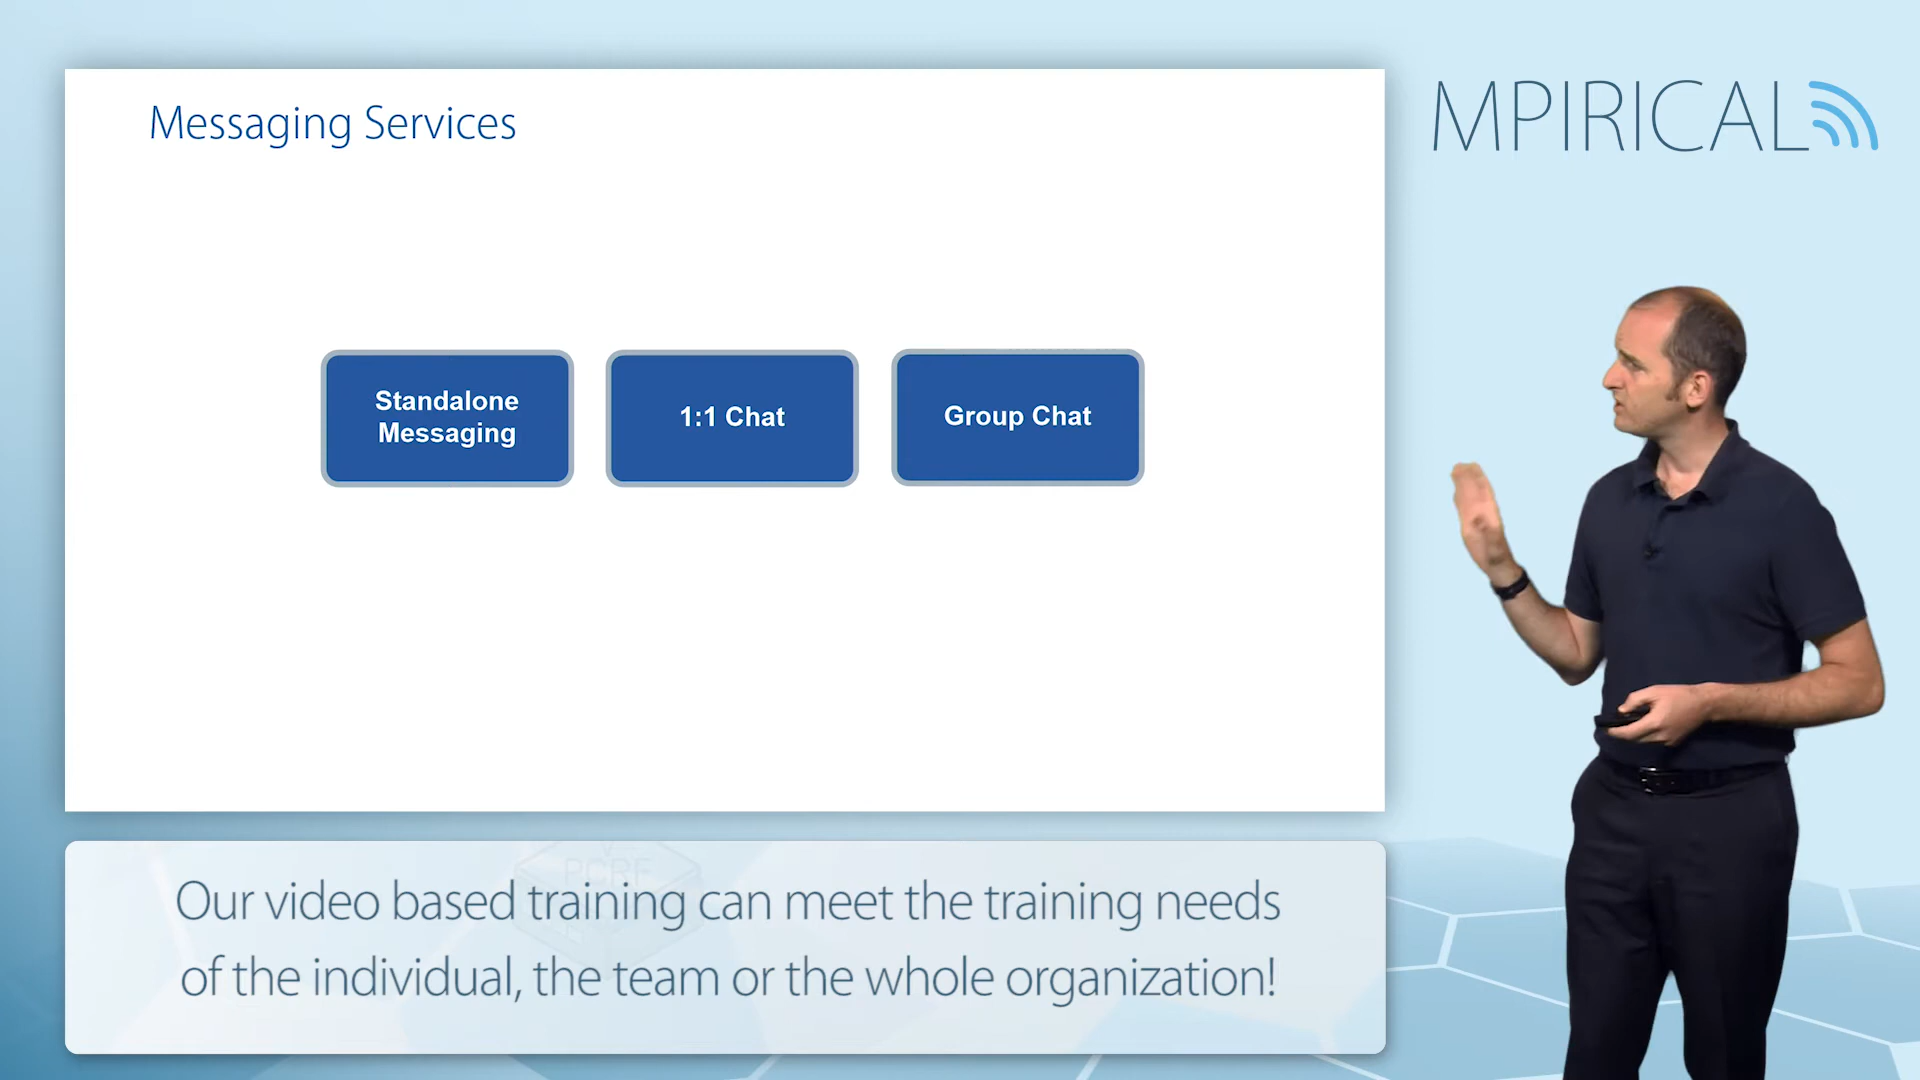 Messaging Services
MPIRICAL
Standalone
Messaging
1:1 Chat
Group Chat
PCRF
Our video based training can meet the training needs
of the individual, the team or the whole organization!